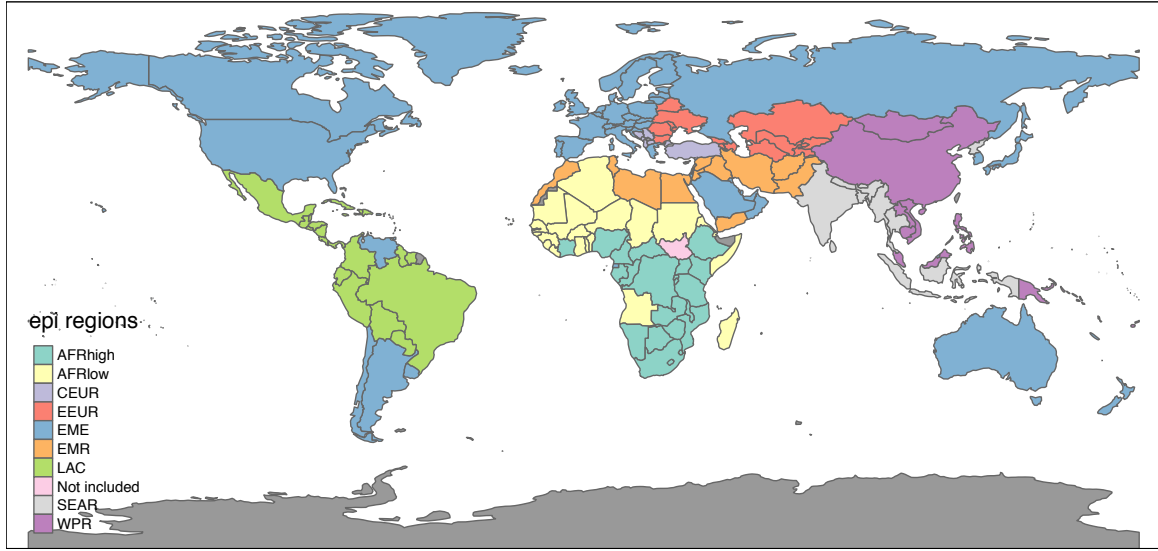 epi regions
AFRhigh
AFRlow
CEUR
EEUR
EME
EMR
LAC
Not included
SEAR
WPR